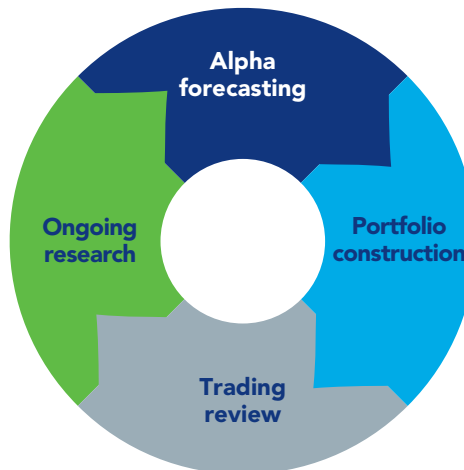 Alpha
forecasting
Ongoing
research
Portfolio
construction
Trading
review